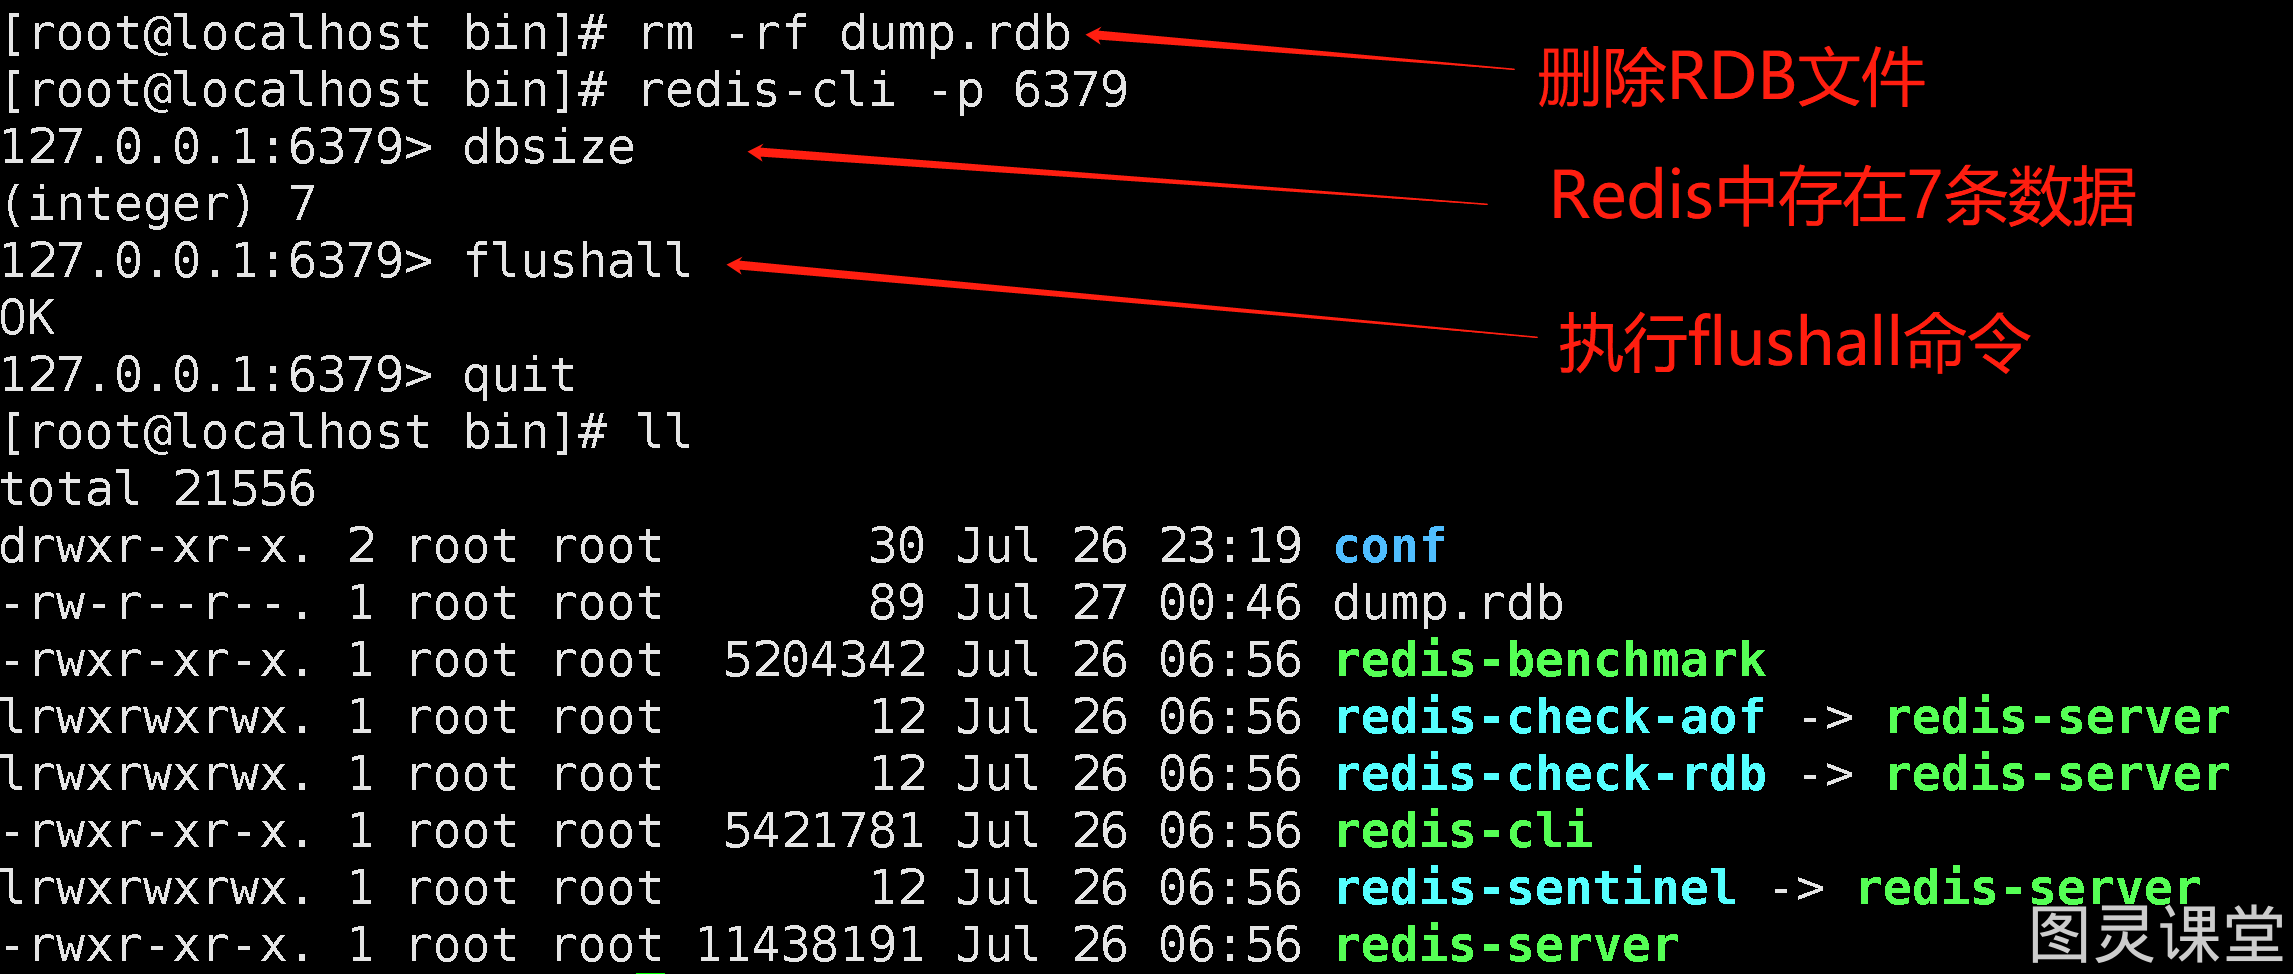 [root@localhost bin]# rm -rf dump.rdb
删除RDB文件
[root@localhost bin]# redis-cli -p 6379
127.0.0.1:6379> dbsize
Redis中存在7条数据
(integer) 7
127.0.0.1:6379> flushall
执行flushall命令
OK
127.0.0.1:6379> quit
[root@localhost bin]# ll
total 21556
drwxr-xr-x. 2 root root 30 Jul 26 23:19 conf
-rw-r--r--. 1 root root 89 Jul 27 00:46 dump.rdb
-rwxr-xr-x. 1 root root 5204342 Jul 26 06:56 redis-benchmark
lrwxrwxrwx. 1 root root 12 Jul 26 06:56 redis-check-aof -> redis-server
lrwxrwxrwx. 1 root root 12 Jul 26 06:56 redis-check-rdb -> redis-server
-rwxr-xr-x. 1 root root 5421781 Jul 26 06:56 redis-cli
lrwxrwxrwx. 1 root root 12 Jul 26 06:56 redis-sentinel -> redis-server
-rwxr-xr-x. 1 root root 11438191 Jul 26 06:56 redis-server
图灵课堂